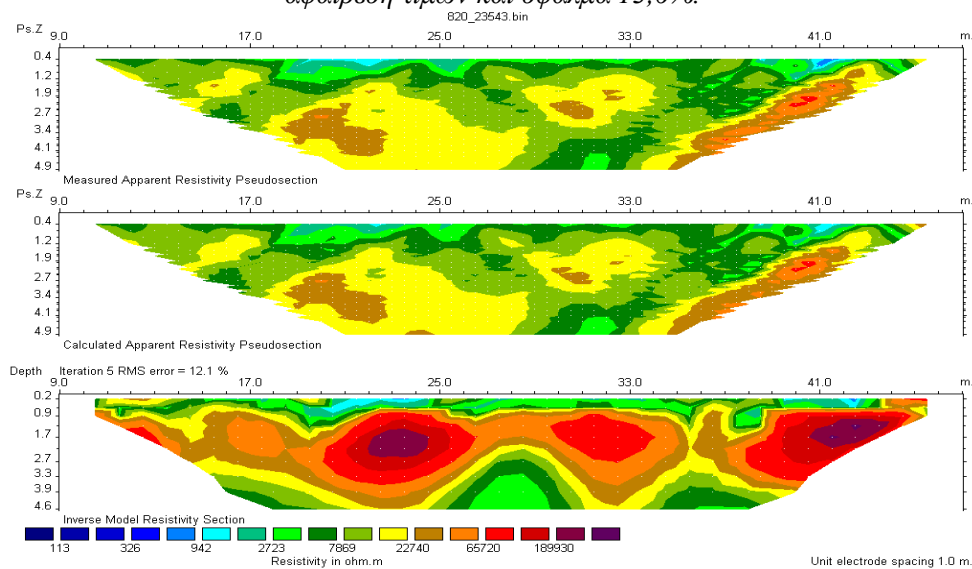 αφαίρεση τιμών και σφάλμα 15,6%.
820_23543.bin
Ps.Z 9.0 17.0 25.0 33.0 41.0 m.
0.4
1.2
1.9
2.7
3.4
4.1
4.9
Measured Apparent Resistivity Pseudosection
Ps.Z 9.0 17.0 25.0 33.0 41.0 m.
0.4
1.2
1.9
2.7
3.4
4.1
4.9
Calculated Apparent Resistivity Pseudosection
Depth Iteration 5 RMS error = 12.1 %
9.0 17.0 25.0 33.0 41.0 m.
0.2
0.9
1.7
2.7
3.3
3.9
4.6
Inverse Model Resistivity Section
113 326 942 2723 7869 22740 65720 189930
Resistivity in ohm.m Unit electrode spacing 1.0 m.